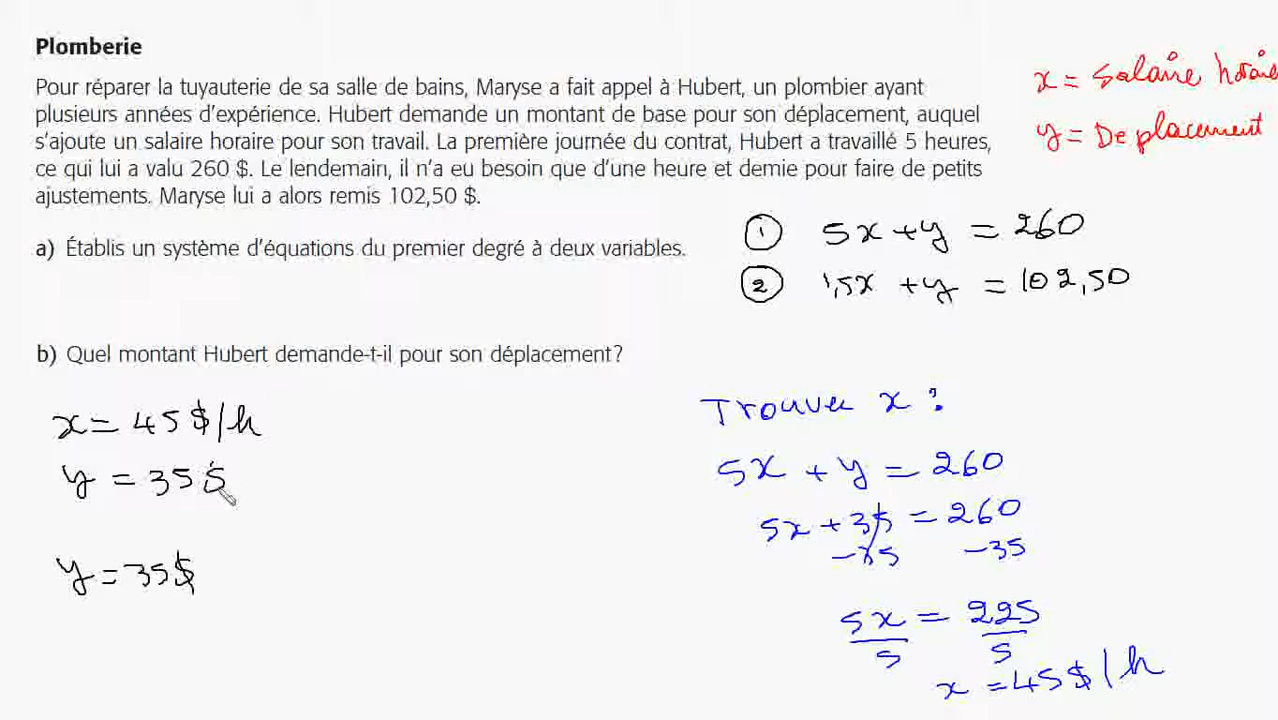 Plomberie
Pour réparer la tuyauterie de sa salle de bains, Maryse a fait appel à Hubert, un plombier ayant
plusieurs années d'expérience. Hubert demande un montant de base pour son déplacement, auquel
s'ajoute un salaire horaire pour son travail. La première journée du contrat, Hubert a travaillé 5 heures,
ce qui lui a valu 260 $. Le lendemain, il n'a eu besoin que d'une heure et demie pour faire de petits
ajustements. Maryse lui a alors remis 102,50 $.
x = Salaire horaire
y = Deplacement
a) Établis un système d'équations du premier degré à deux variables.
① 5x + y = 260
② 1,5x + y = 102,50
b) Quel montant Hubert demande-t-il pour son déplacement?
x = 45 $/h
y = 35 $
y = 35 $
Trouver x :
5x + y = 260
5x + 35 = 260
-35 -35
5x = 225
5 5
x = 45 $/h